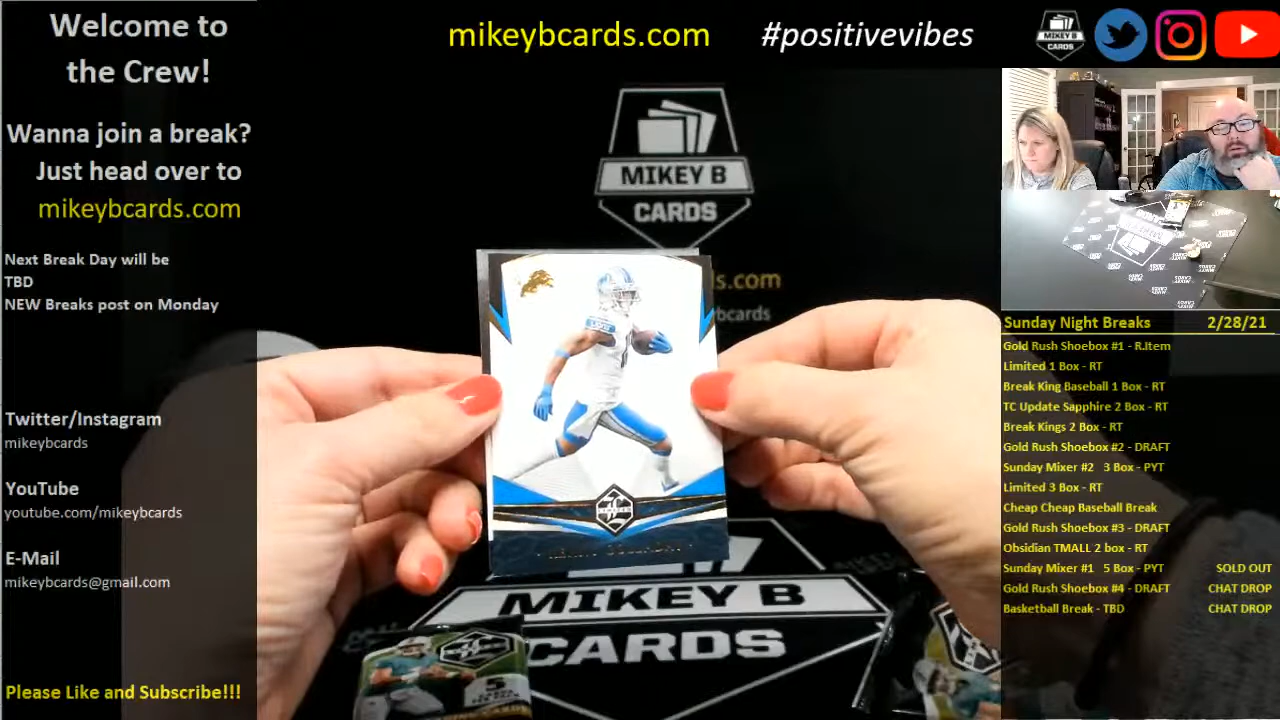 Welcome to
the Crew!
Wanna join a break?
Just head over to
mikeybcards.com
Next Break Day will be
TBD
NEW Breaks post on Monday
Twitter/Instagram
mikeybcards
YouTube
youtube.com/mikeybcards
E-Mail
mikeybcards@gmail.com
Please Like and Subscribe!!!
mikeybcards.com
#positivevibes
MIKEY B
CARDS
MIKEY B
CARDS
s.com
ybcards
LIMITED
MIKEY B
CARDS
5
Sunday Night Breaks 2/28/21
Gold Rush Shoebox #1 - R.Item
Limited 1 Box - RT
Break King Baseball 1 Box - RT
TC Update Sapphire 2 Box - RT
Break Kings 2 Box - RT
Gold Rush Shoebox #2 - DRAFT
Sunday Mixer #2 3 Box - PYT
Limited 3 Box - RT
Cheap Cheap Baseball Break
Gold Rush Shoebox #3 - DRAFT
Obsidian TMALL 2 box - RT
Sunday Mixer #1 5 Box - PYT SOLD OUT
Gold Rush Shoebox #4 - DRAFT CHAT DROP
Basketball Break - TBD CHAT DROP